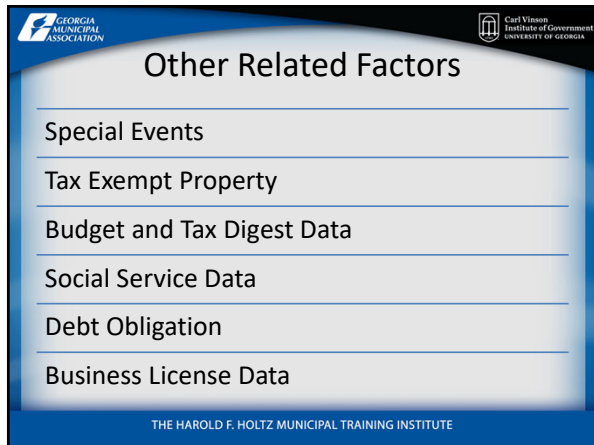 GEORGIA
MUNICIPAL
ASSOCIATION
Carl Vinson
Institute of Government
UNIVERSITY OF GEORGIA
Other Related Factors
Special Events
Tax Exempt Property
Budget and Tax Digest Data
Social Service Data
Debt Obligation
Business License Data
THE HAROLD F. HOLTZ MUNICIPAL TRAINING INSTITUTE